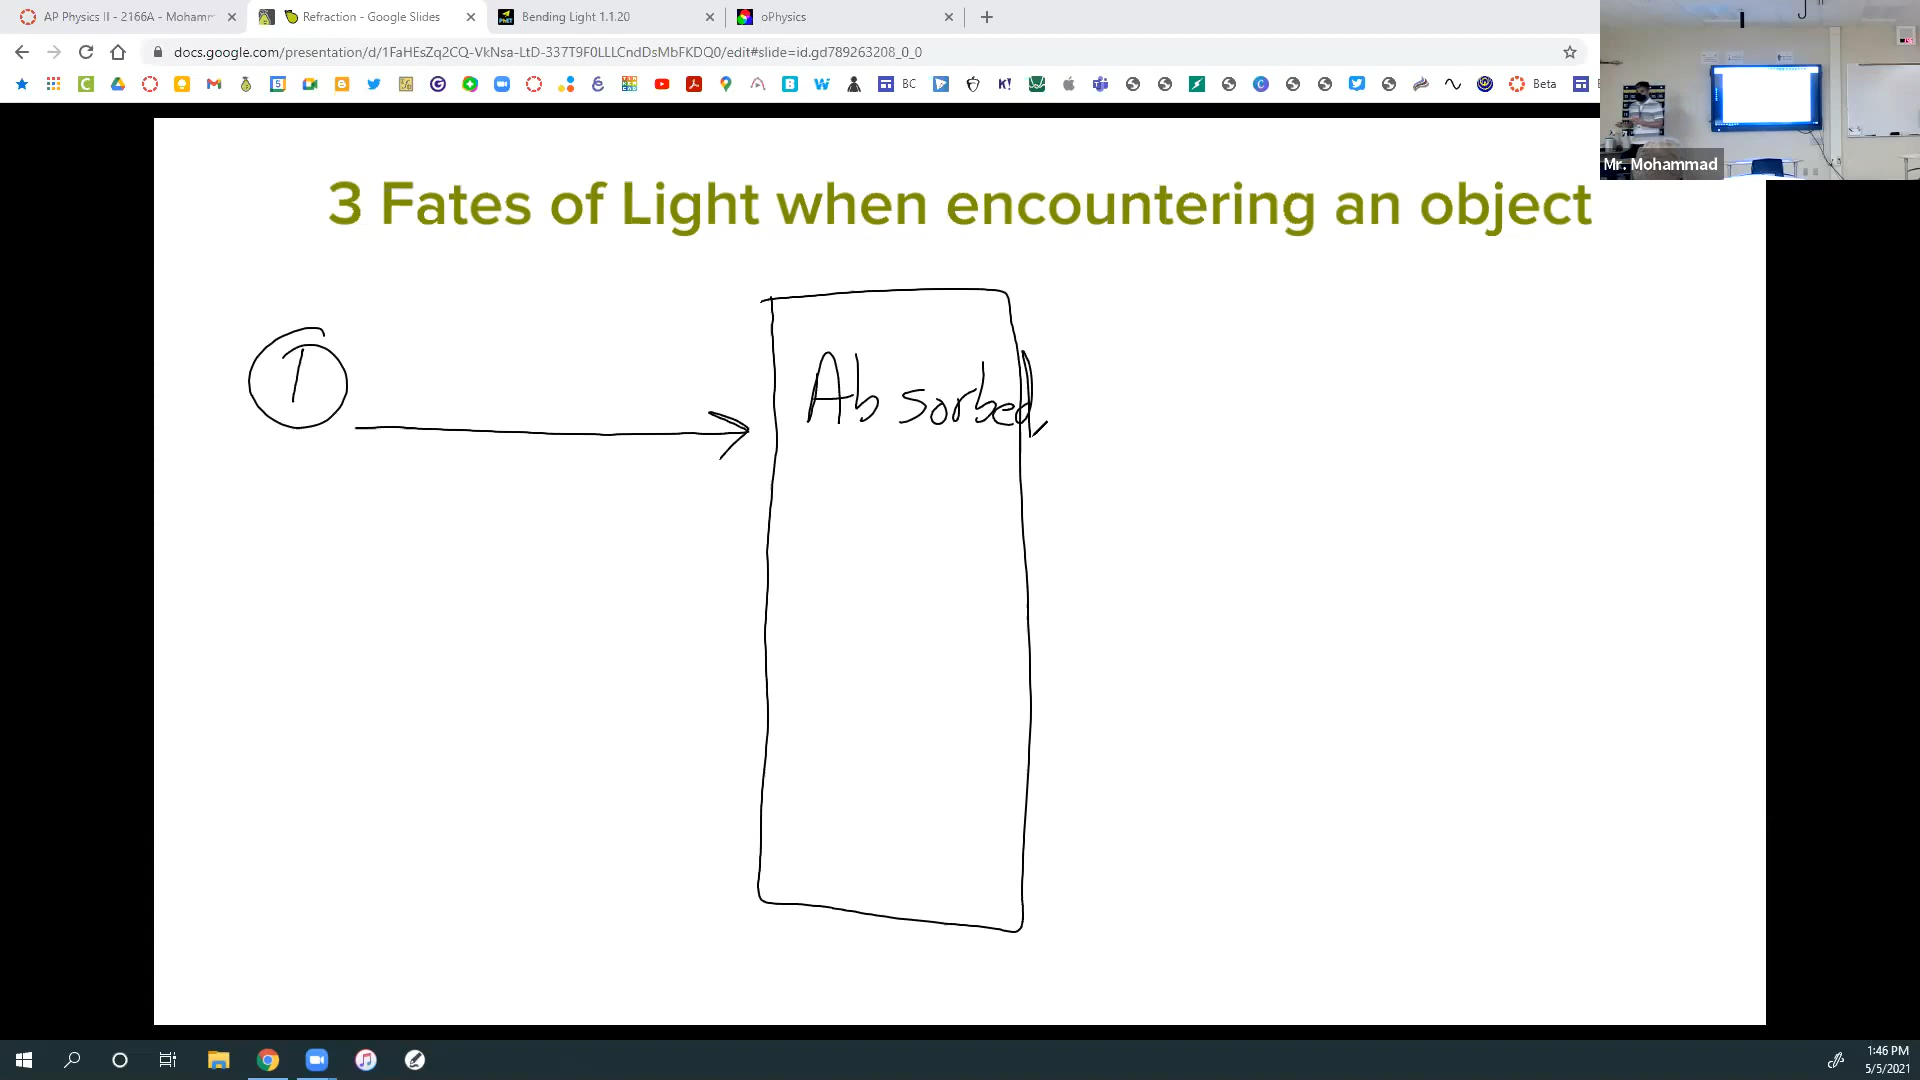 AP Physics II - 2166A - Mohamm
Refraction - Google Slides
Bending Light 1.1.20
oPhysics
docs.google.com/presentation/d/1FaHEsZq2CQ-VkNsa-LtD-337T9F0LLLCndDsMbFKDQ0/edit#slide=id.gd789263208_0_0
BC
Beta
Mr. Mohammad
3 Fates of Light when encountering an object
1
Absorbed
1:46 PM
5/5/2021